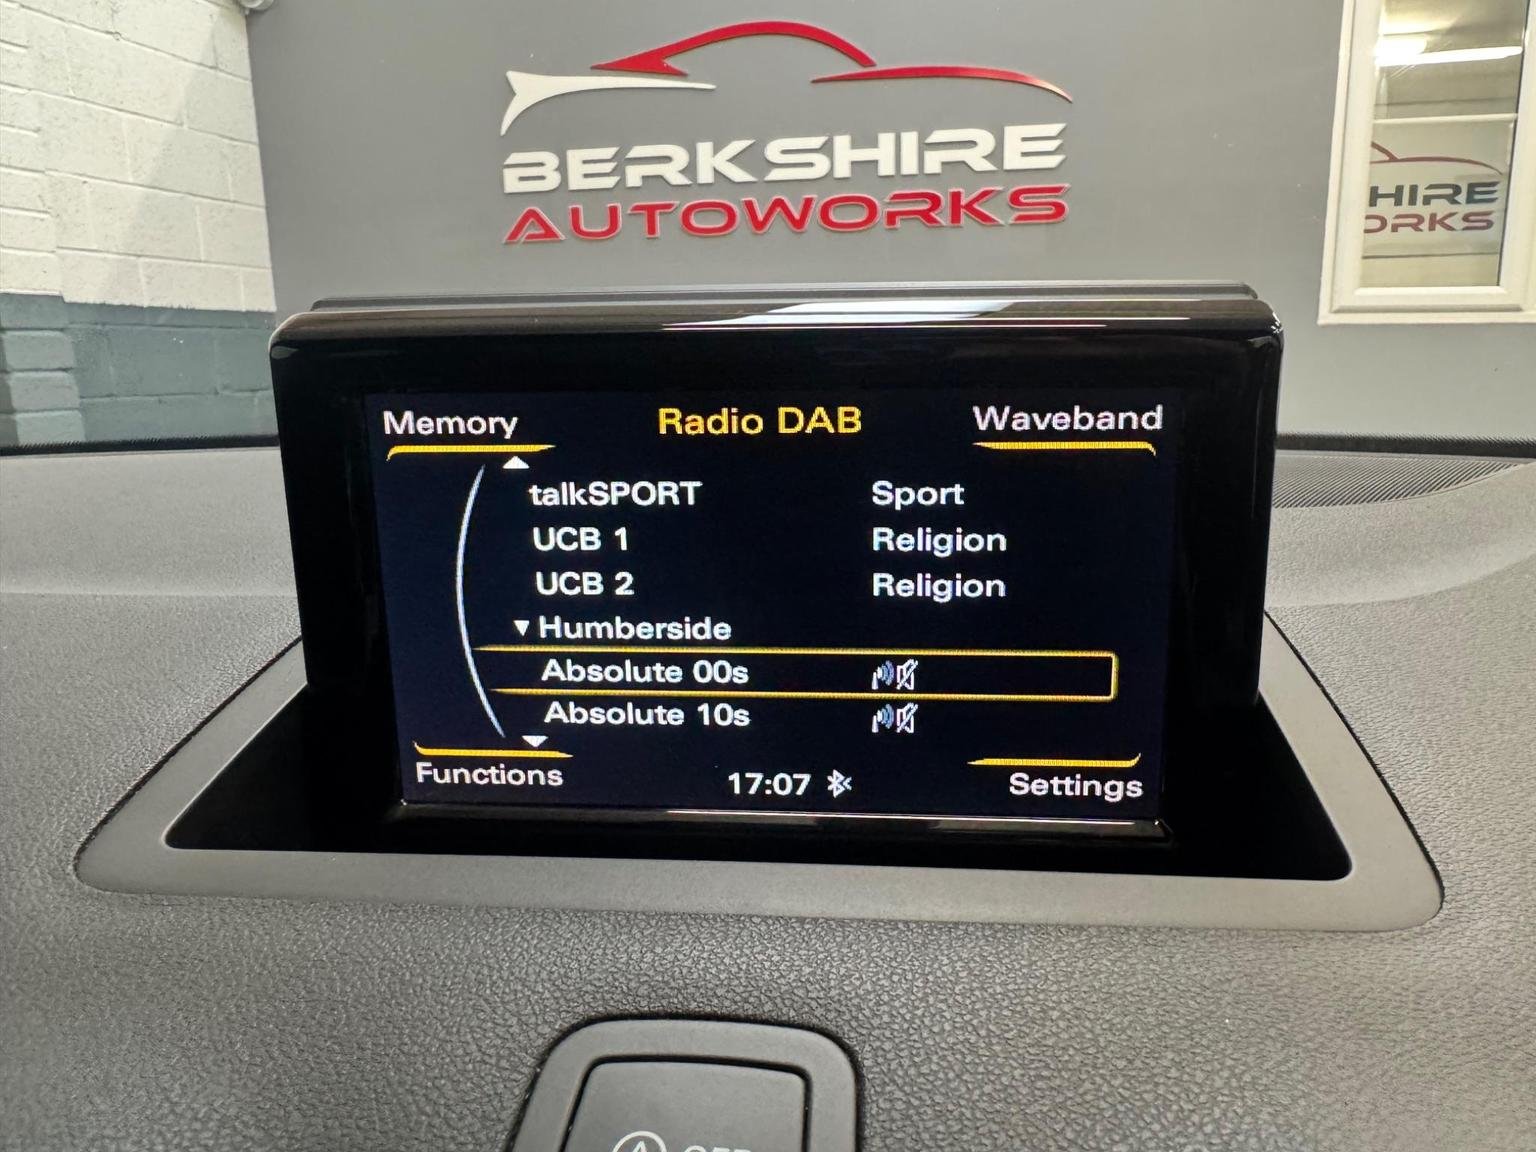 BERKSHIRE
AUTOWORKS
HIRE
ORKS
Memory Radio DAB Waveband
talkSPORT Sport
UCB 1 Religion
UCB 2 Religion
Humberside
Absolute 00s
Absolute 10s
Functions 17:07 Settings